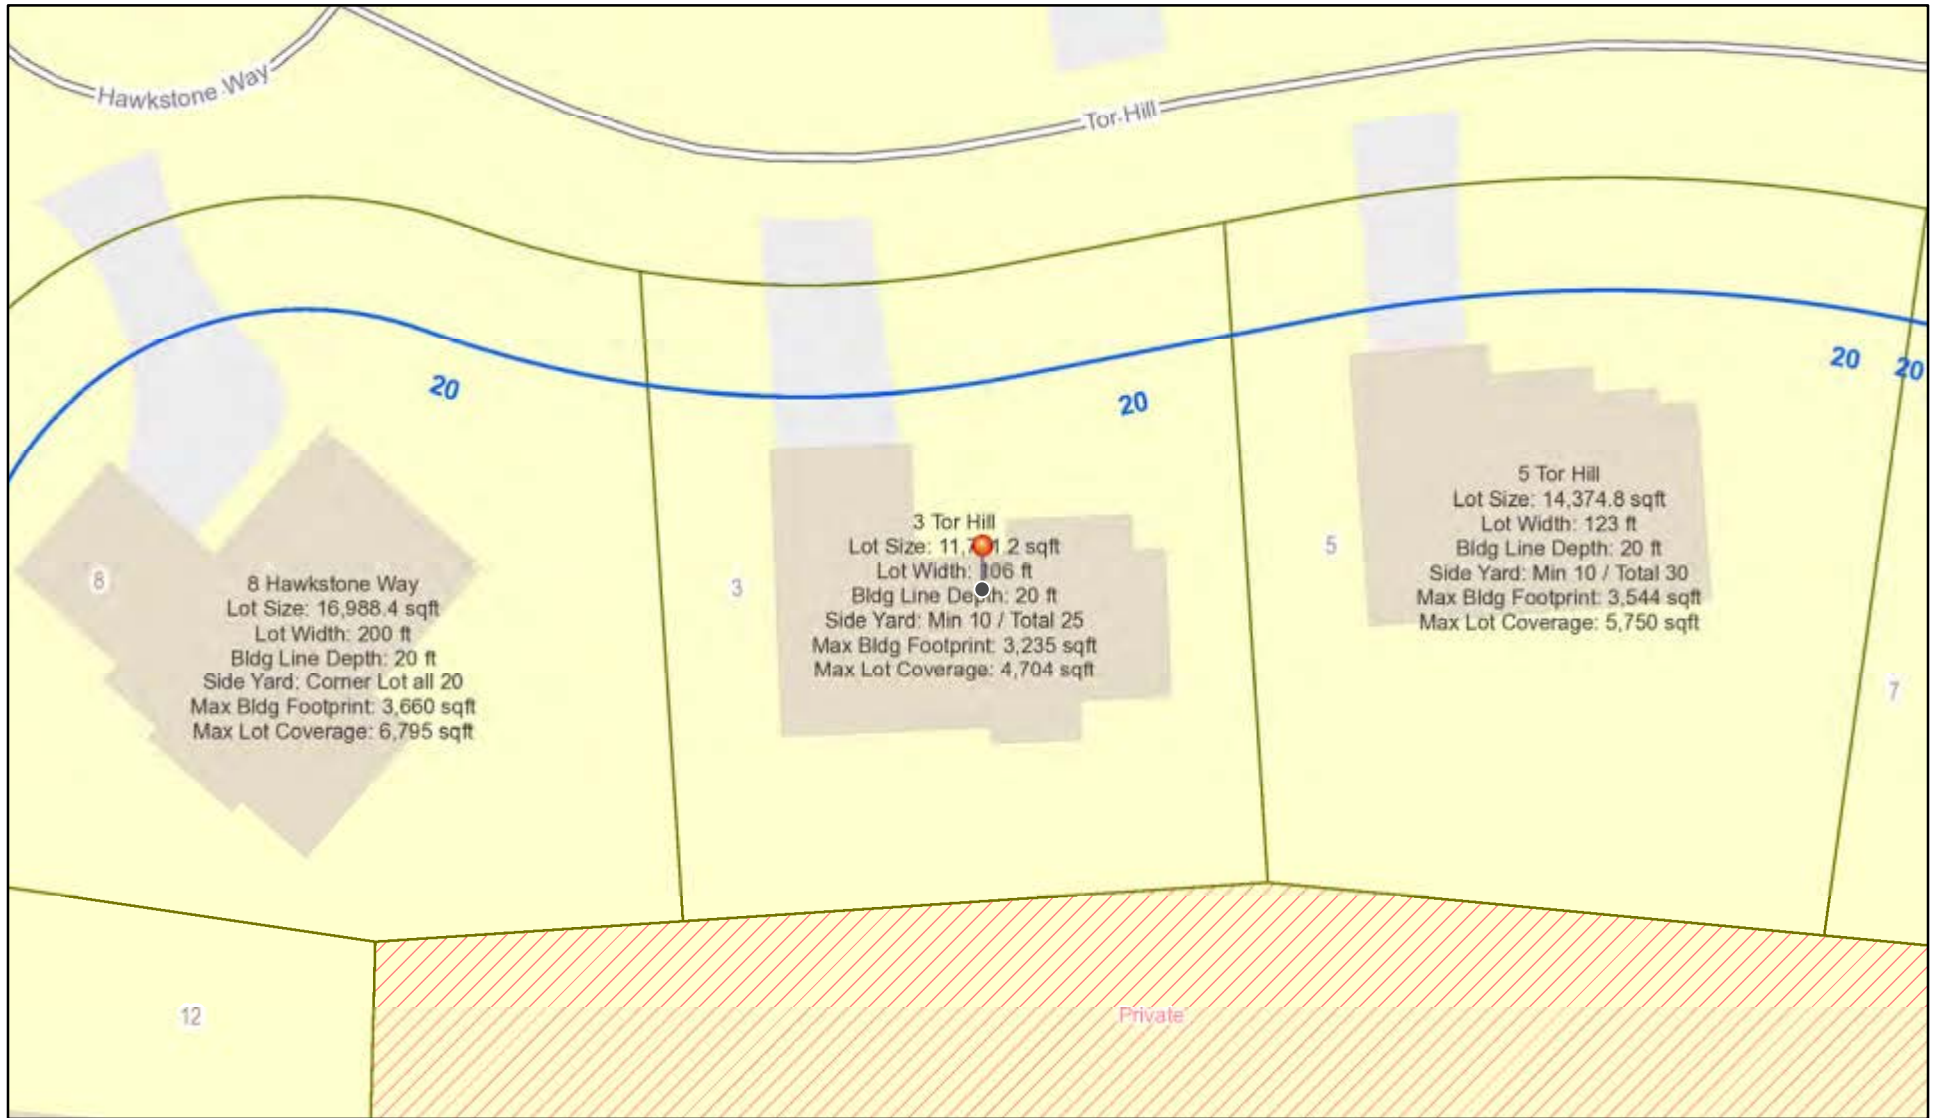 Hawkstone Way
Tor Hill
20
20
20
20
8
8 Hawkstone Way
Lot Size: 16,988.4 sqft
Lot Width: 200 ft
Bldg Line Depth: 20 ft
Side Yard: Corner Lot all 20
Max Bldg Footprint: 3,660 sqft
Max Lot Coverage: 6,795 sqft
3
3 Tor Hill
Lot Size: sqft
Lot Width: 106 ft
Bldg Line Depth: 20 ft
Side Yard: Min 10 / Total 25
Max Bldg Footprint: 3,235 sqft
Max Lot Coverage: 4,704 sqft
5
5 Tor Hill
Lot Size: 14,374.8 sqft
Lot Width: 123 ft
Bldg Line Depth: 20 ft
Side Yard: Min 10 / Total 30
Max Bldg Footprint: 3,544 sqft
Max Lot Coverage: 5,750 sqft
7
12
Private